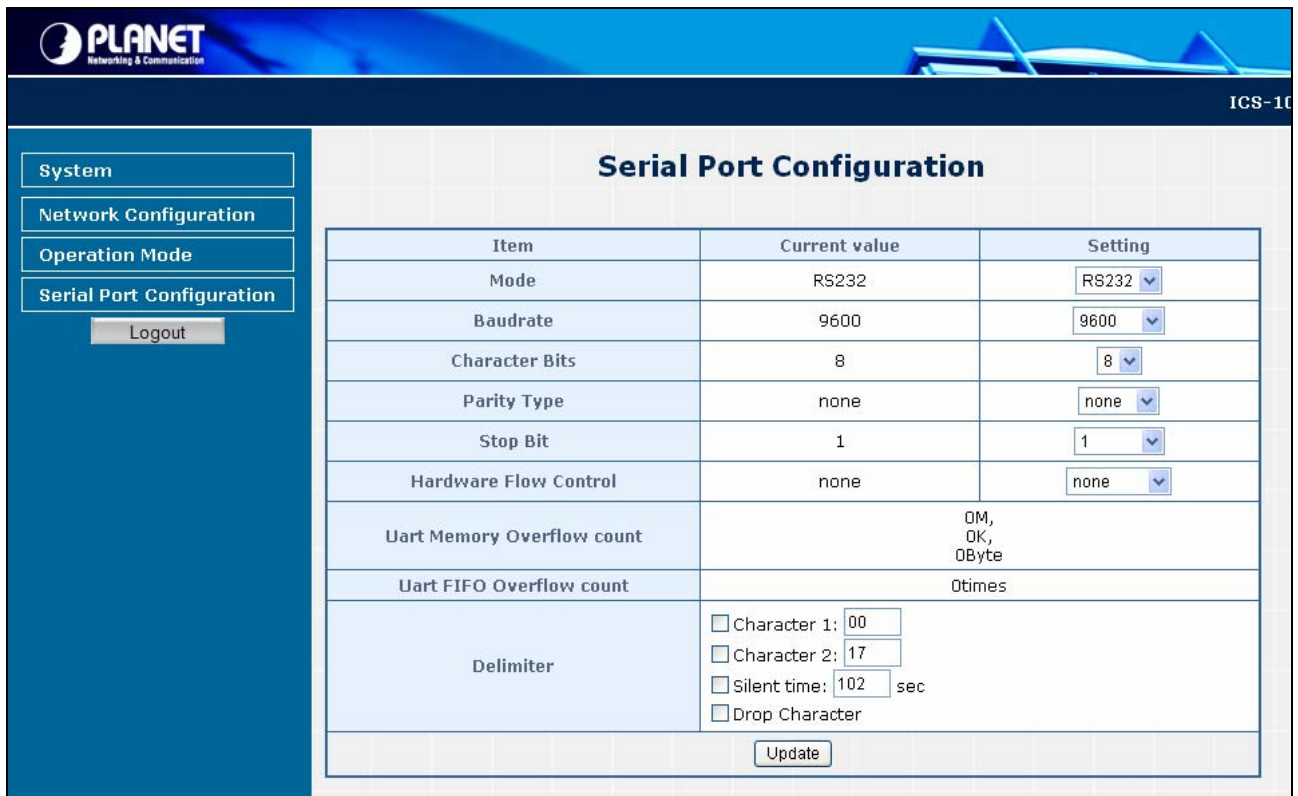 PLANET
Networking & Communication
ICS-10
System
Network Configuration
Operation Mode
Serial Port Configuration
Logout
Serial Port Configuration
Item Current value Setting
Mode RS232 RS232
Baudrate 9600 9600
Character Bits 8 8
Parity Type none none
Stop Bit 1 1
Hardware Flow Control none none
Uart Memory Overflow count
0M,
0K,
0Byte
Uart FIFO Overflow count 0times
Delimiter
Character 1: 00
Character 2: 17
Silent time: 102 sec
Drop Character
Update